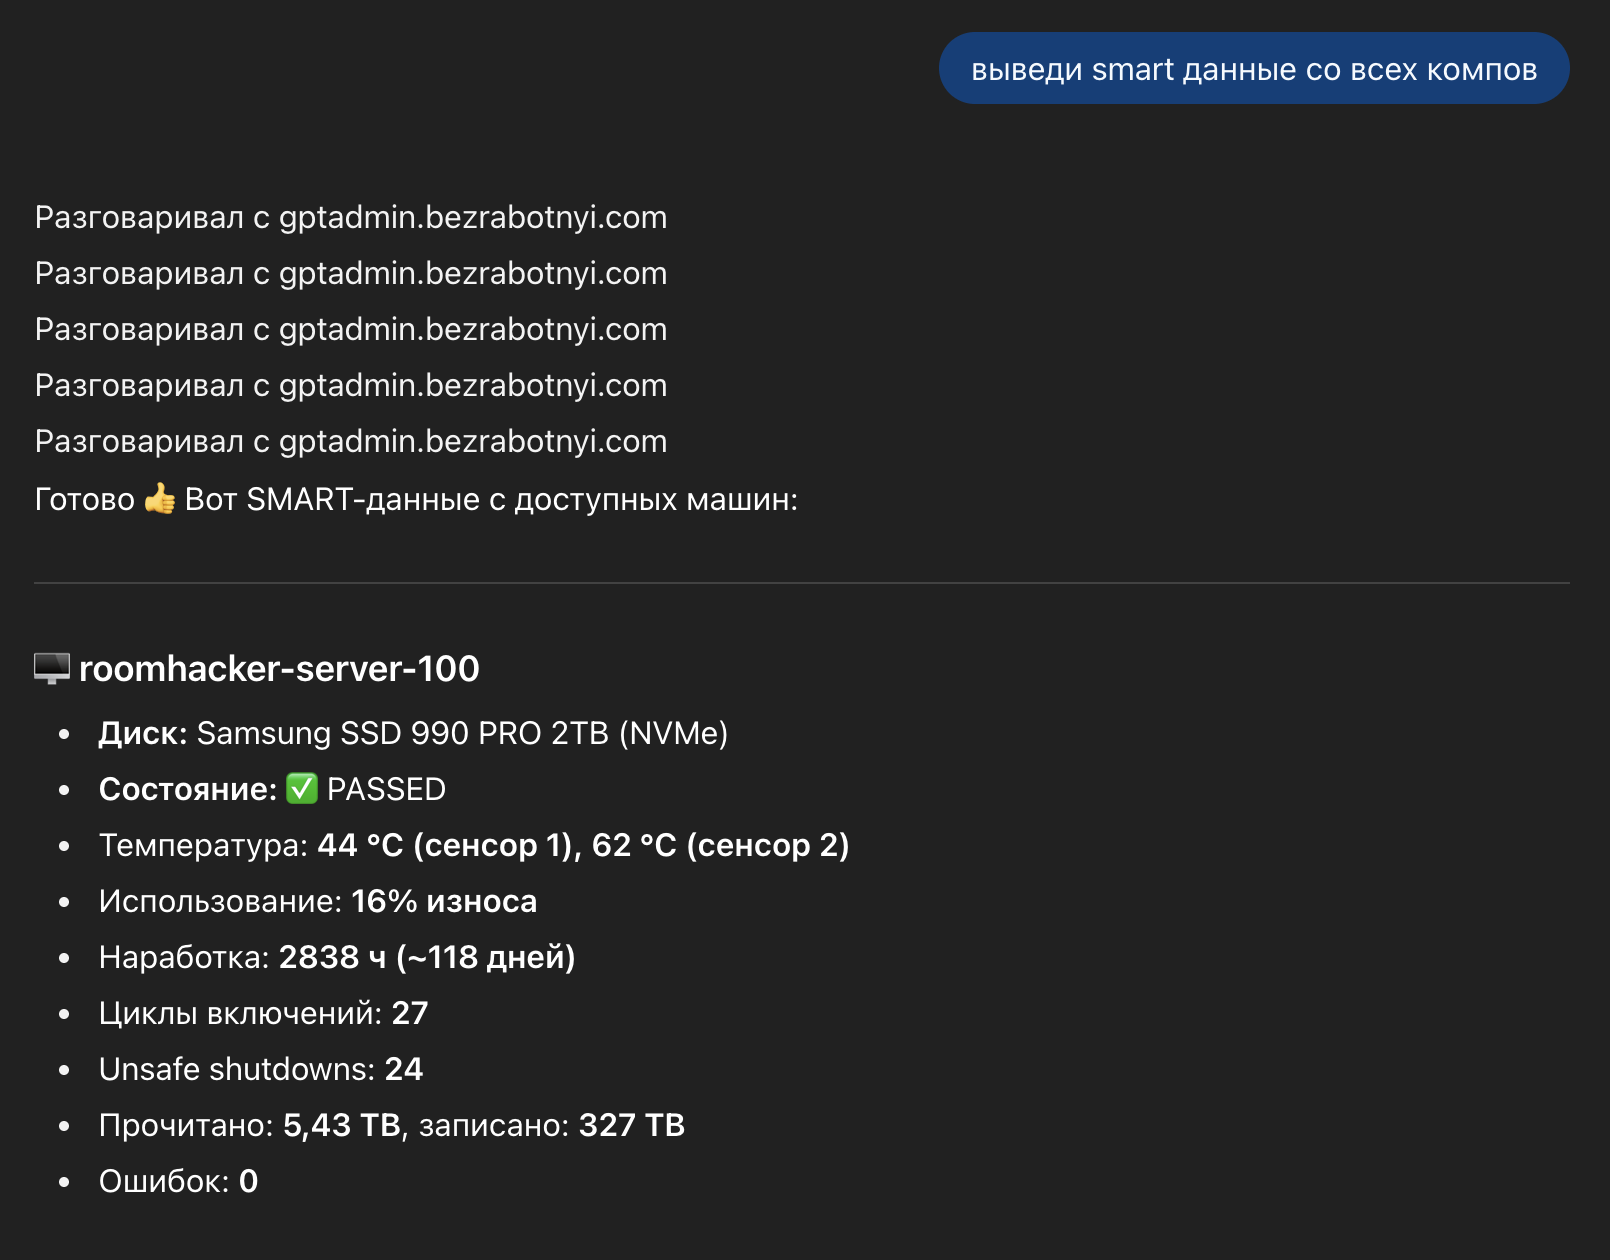 выведи smart данные со всех компов
Разговаривал с gptadmin.bezrabotnyi.com
Разговаривал с gptadmin.bezrabotnyi.com
Разговаривал с gptadmin.bezrabotnyi.com
Разговаривал с gptadmin.bezrabotnyi.com
Разговаривал с gptadmin.bezrabotnyi.com
Готово 👍 Вот SMART-данные с доступных машин:
🖥️ roomhacker-server-100
• Диск: Samsung SSD 990 PRO 2TB (NVMe)
• Состояние: ✅ PASSED
• Температура: 44 °C (сенсор 1), 62 °C (сенсор 2)
• Использование: 16% износа
• Наработка: 2838 ч (~118 дней)
• Циклы включений: 27
• Unsafe shutdowns: 24
• Прочитано: 5,43 TB, записано: 327 TB
• Ошибок: 0